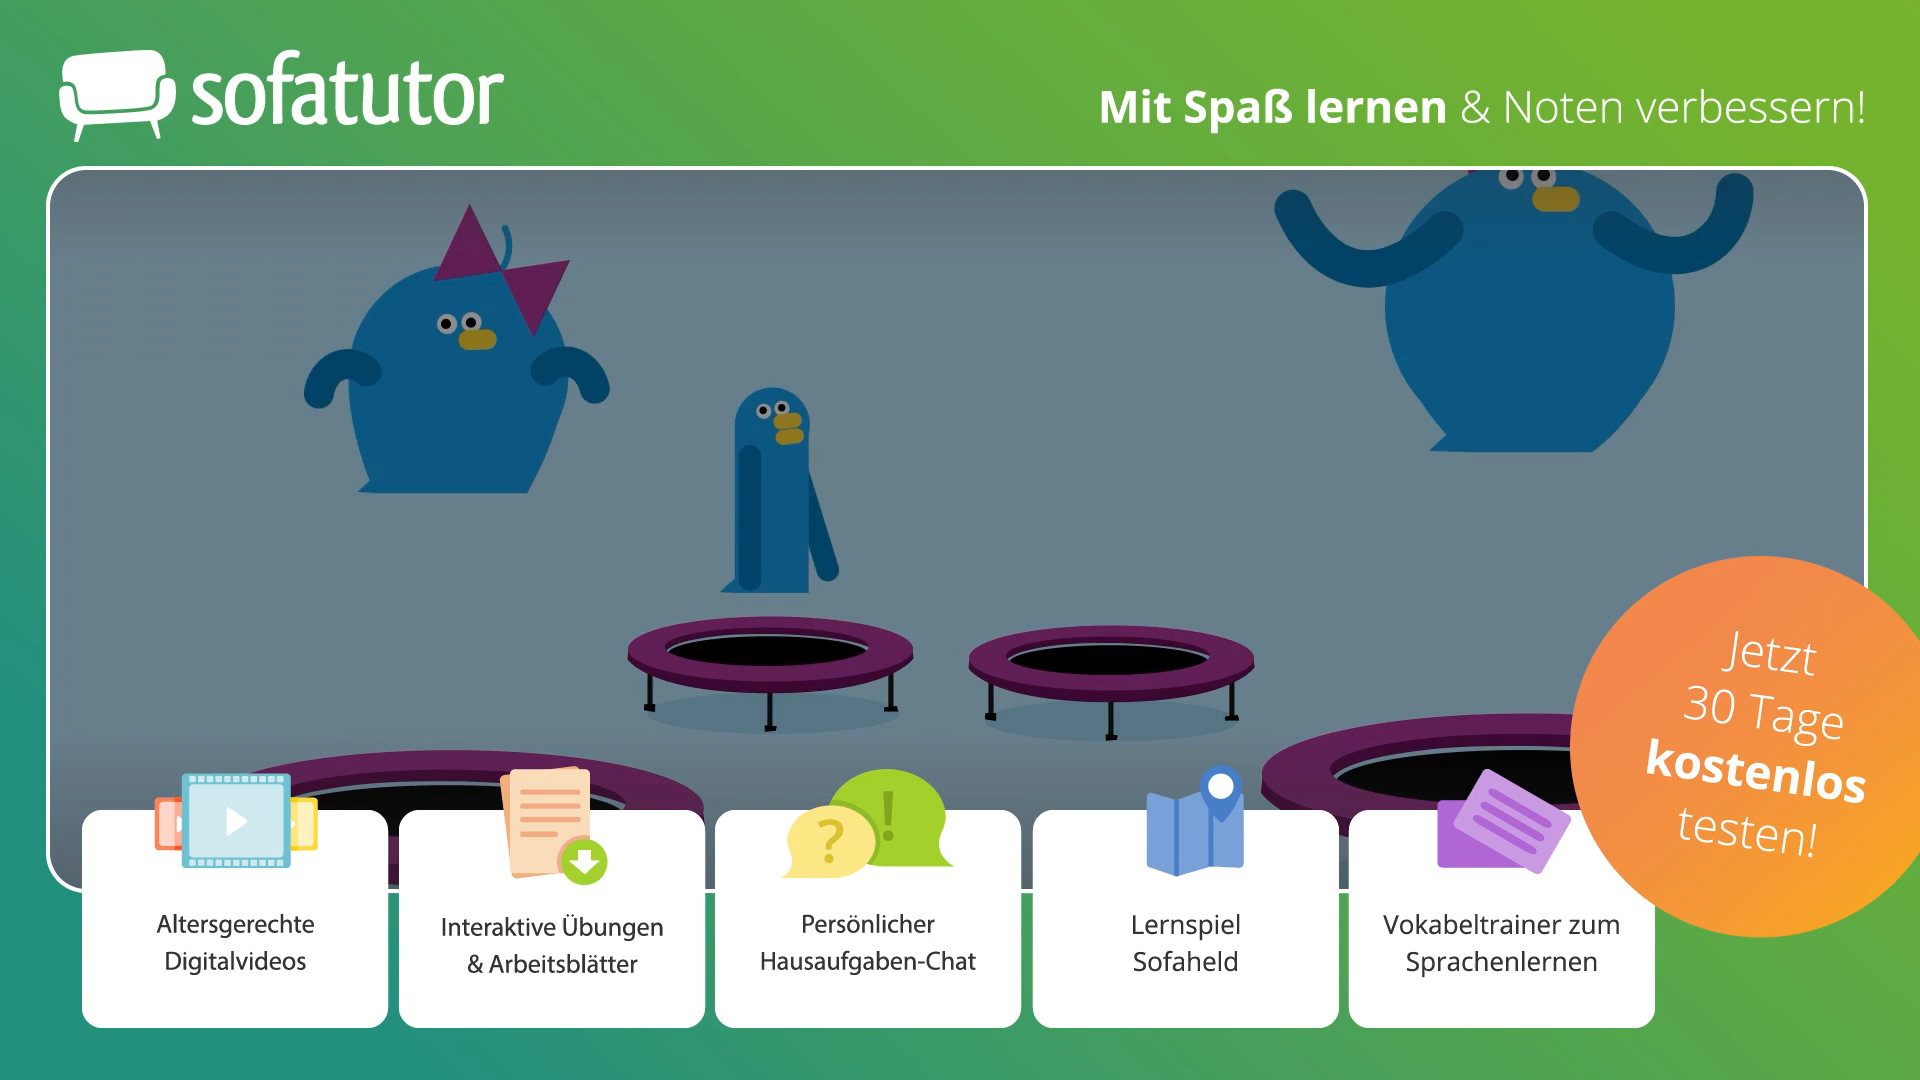 sofatutor
Mit Spaß lernen & Noten verbessern!
Jetzt
30 Tage
kostenlos
testen!
?
!
Altersgerechte
Digitalvideos
Interaktive Übungen
& Arbeitsblätter
Persönlicher
Hausaufgaben-Chat
Lernspiel
Sofaheld
Vokabeltrainer zum
Sprachenlernen